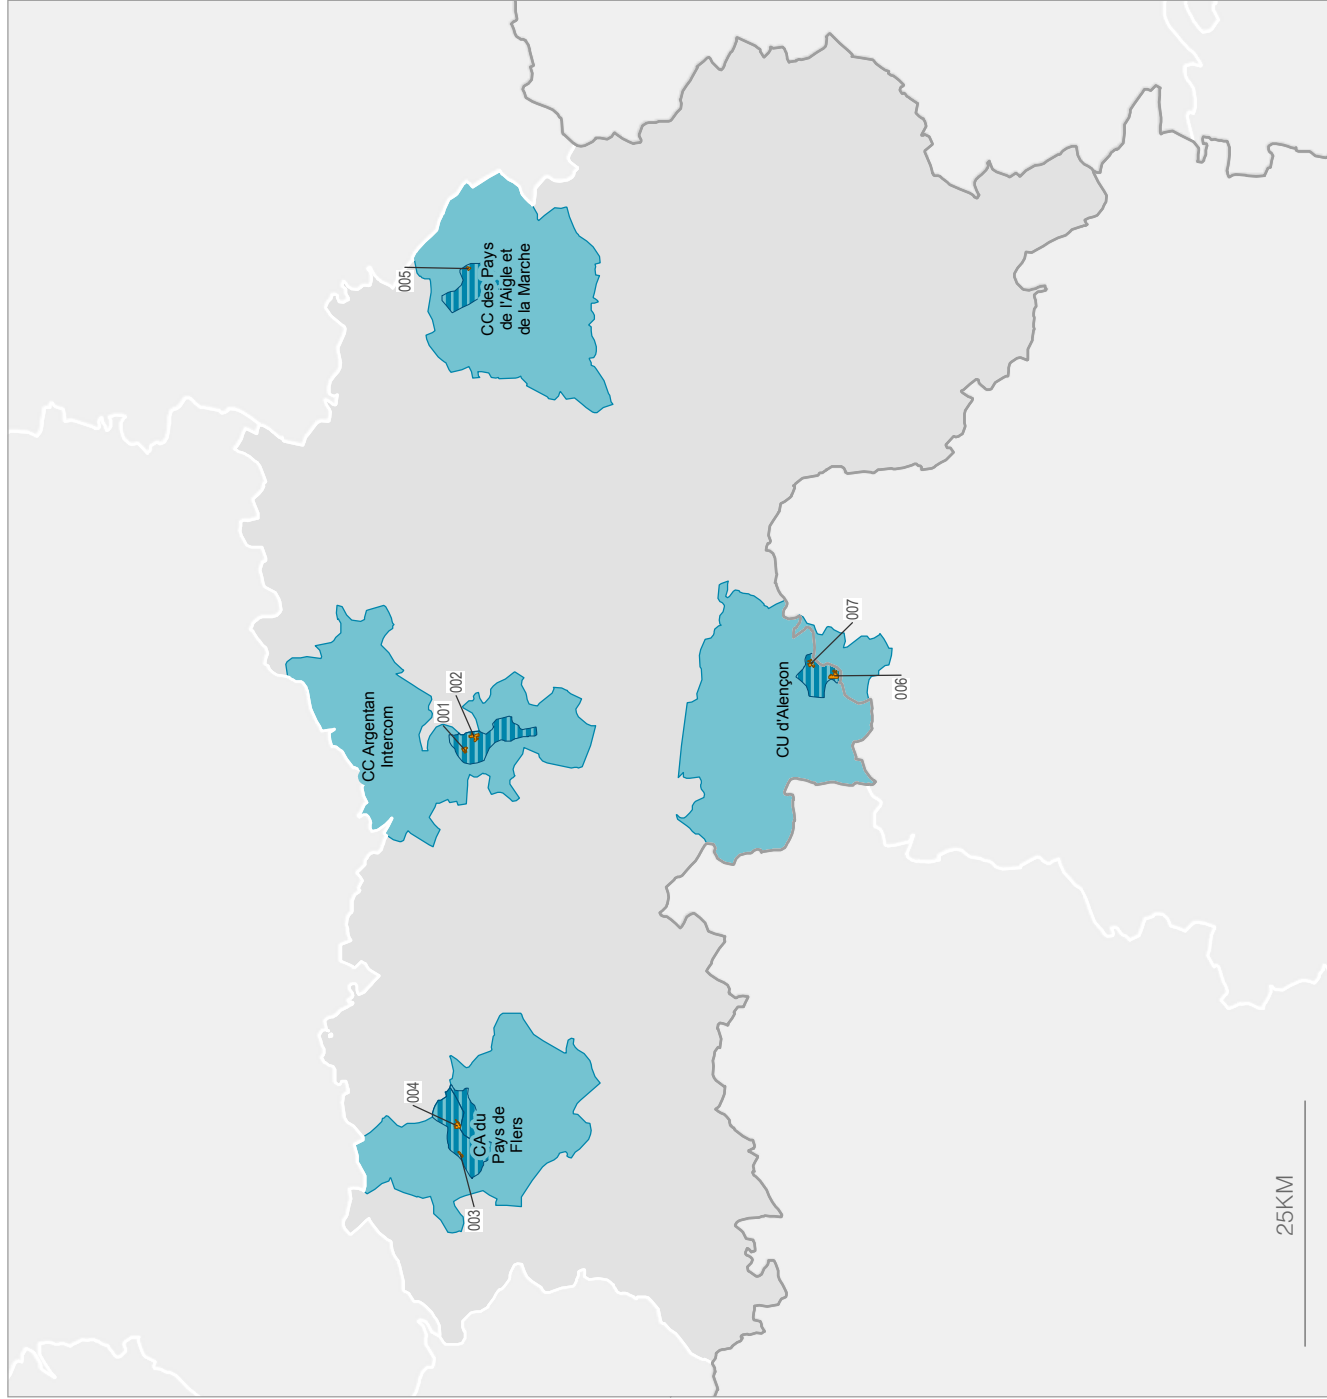 005
CC des Pays
de l'Aigle et
de la Marche
CC Argentan
Intercom
001
002
007
CU d'Alençon
006
004
CA du
Pays de
Flers
003
25KM